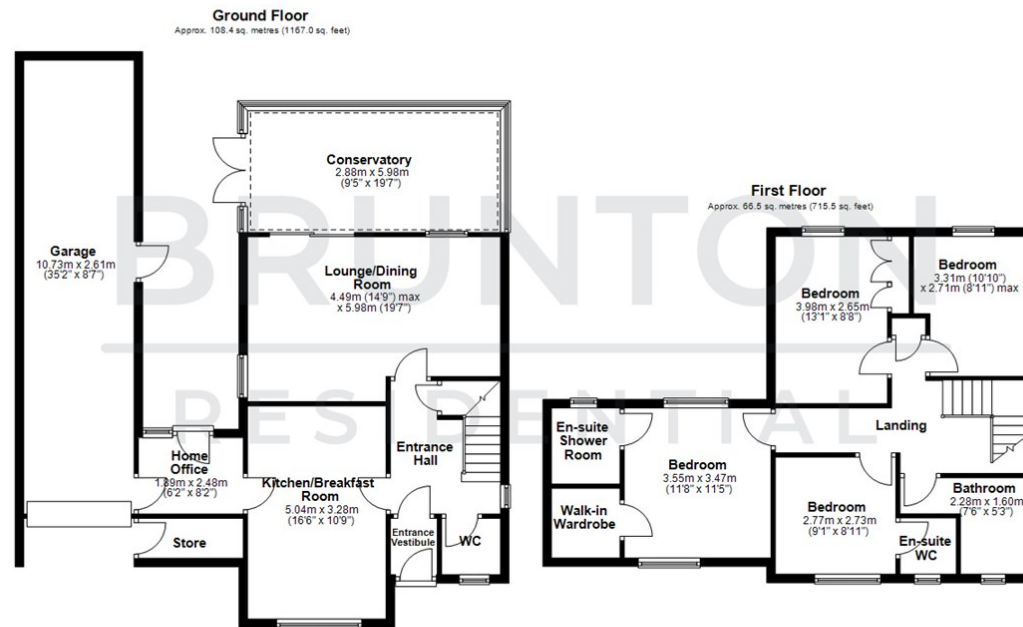 Ground Floor
Approx. 108.4 sq. metres (1167.0 sq. feet)
Conservatory
2.88m x 5.98m
(9'5" x 19'7")
Garage
10.73m x 2.61m
(35'2" x 8'7")
Lounge/Dining
Room
4.49m (14'9") max
x 5.98m (19'7")
Home
Office
1.89m x 2.48m
(6'2" x 8'2")
Kitchen/Breakfast
Room
5.04m x 3.28m
(16'6" x 10'9")
Entrance
Hall
Entrance
Vestibule
WC
Store
First Floor
Approx. 66.5 sq. metres (715.5 sq. feet)
Bedroom
3.98m x 2.65m
(13'1" x 8'8")
Bedroom
3.31m (10'10")
x 2.71m (8'11") max
En-suite
Shower
Room
Bedroom
3.55m x 3.47m
(11'8" x 11'5")
Landing
Walk-in
Wardrobe
Bedroom
2.77m x 2.73m
(9'1" x 8'11")
Bathroom
2.28m x 1.60m
(7'6" x 5'3")
En-suite
WC
BRUNTON
RESIDENTIAL